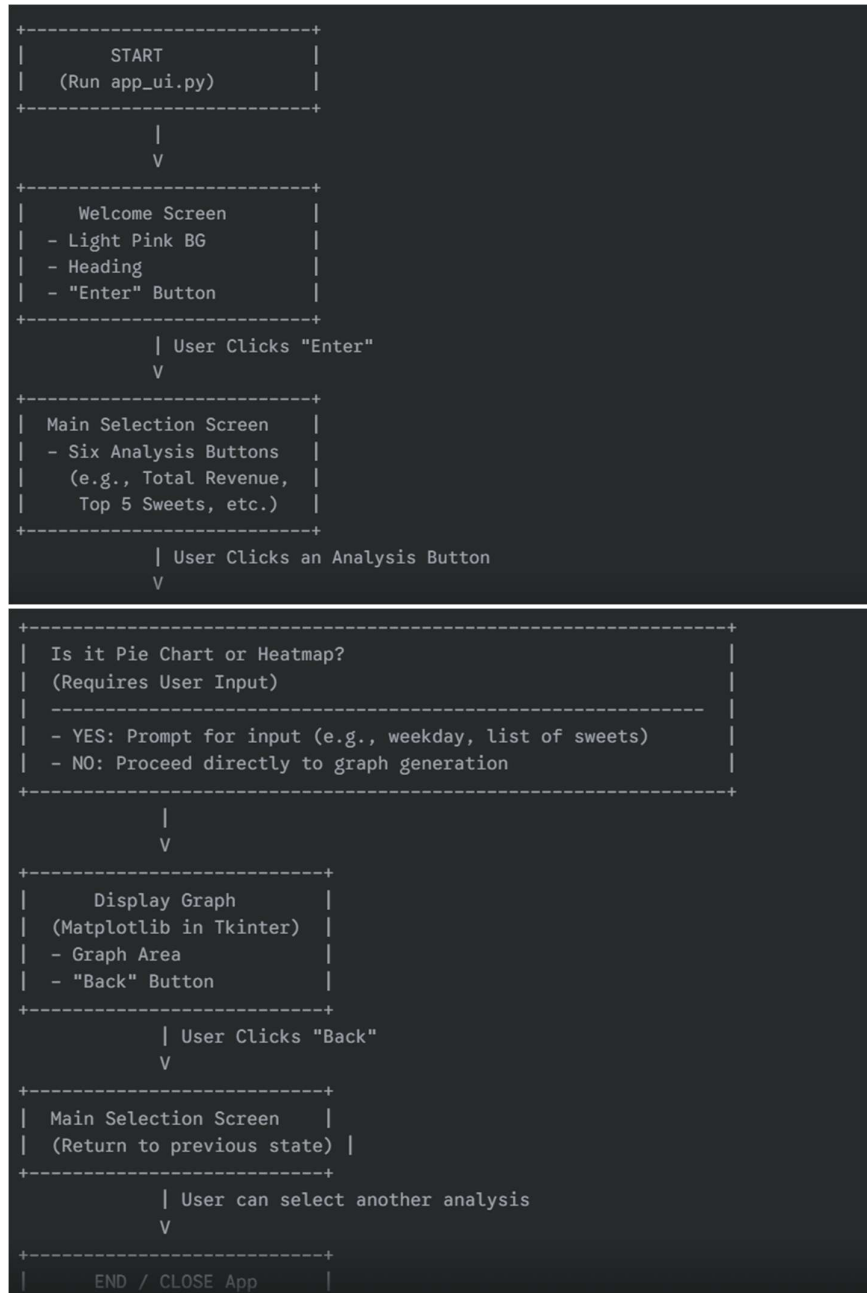 +---------------------------+
|        START              |
|   (Run app_ui.py)         |
+---------------------------+
             |
             V
+---------------------------+
|     Welcome Screen        |
|  – Light Pink BG          |
|  – Heading                |
|  – "Enter" Button         |
+---------------------------+
             | User Clicks "Enter"
             V
+---------------------------+
|  Main Selection Screen    |
|  – Six Analysis Buttons   |
|    (e.g., Total Revenue,  |
|     Top 5 Sweets, etc.)   |
+---------------------------+
             | User Clicks an Analysis Button
             V
+-----------------------------------------------------------------+
|  Is it Pie Chart or Heatmap?                                    |
|  (Requires User Input)                                          |
|  -------------------------------------------------------------  |
|  – YES: Prompt for input (e.g., weekday, list of sweets)        |
|  – NO: Proceed directly to graph generation                     |
+-----------------------------------------------------------------+
             |
             V
+---------------------------+
|      Display Graph        |
|  (Matplotlib in Tkinter)  |
|  – Graph Area             |
|  – "Back" Button          |
+---------------------------+
             | User Clicks "Back"
             V
+---------------------------+
|  Main Selection Screen    |
|  (Return to previous state) |
+---------------------------+
             | User can select another analysis
             V
+---------------------------+
|      END / CLOSE App      |